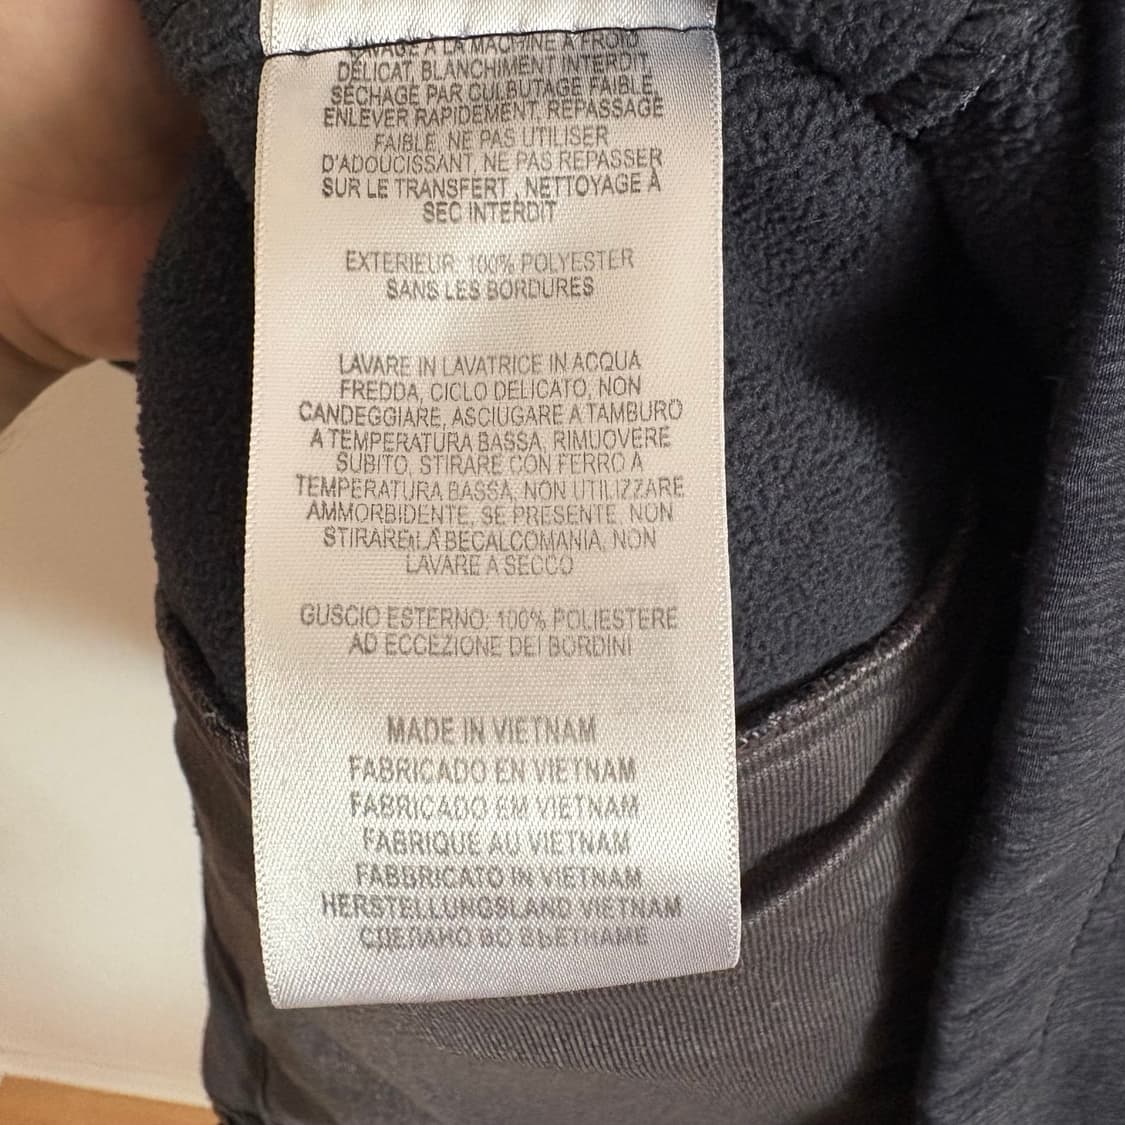 LAVAGE A LA MACHINE A FROID
DÉLICAT, BLANCHIMENT INTERDIT,
SÉCHAGE PAR CULBUTAGE FAIBLE,
ENLEVER RAPIDEMENT, REPASSAGE
FAIBLE, NE PAS UTILISER
D'ADOUCISSANT, NE PAS REPASSER
SUR LE TRANSFERT , NETTOYAGE À
SEC INTERDIT
EXTERIEUR: 100% POLYESTER
SANS LES BORDURES
LAVARE IN LAVATRICE IN ACQUA
FREDDA, CICLO DELICATO, NON
CANDEGGIARE, ASCIUGARE A TAMBURO
A TEMPERATURA BASSA, RIMUOVERE
SUBITO, STIRARE CON FERRO A
TEMPERATURA BASSA, NON UTILIZZARE
AMMORBIDENTE, SE PRESENTE, NON
NON
LAVARE A SECCO
GUSCIO ESTERNO: 100% POLIESTERE
AD ECCEZIONE DEI BORDINI
MADE IN VIETNAM
FABRICADO EN VIETNAM
FABRICADO EM VIETNAM
FABRIQUE AU VIETNAM
FABBRICATO IN VIETNAM
HERSTELLUNGSLAND VIETNAM
СДЕЛАНО ВО ВЬЕТНАМЕ